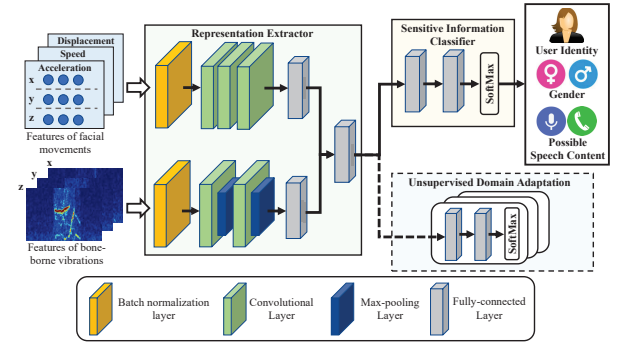 Displacement
Speed
Acceleration
x
y
z
Features of facial
movements
x
y
z
Features of bone-
borne vibrations
Representation Extractor
Sensitive Information
Classifier
SoftMax
User Identity
Gender
Possible
Speech Content
Unsupervised Domain Adaptation
SoftMax
Batch normalization
layer
Convolutional
Layer
Max-pooling
Layer
Fully-connected
Layer